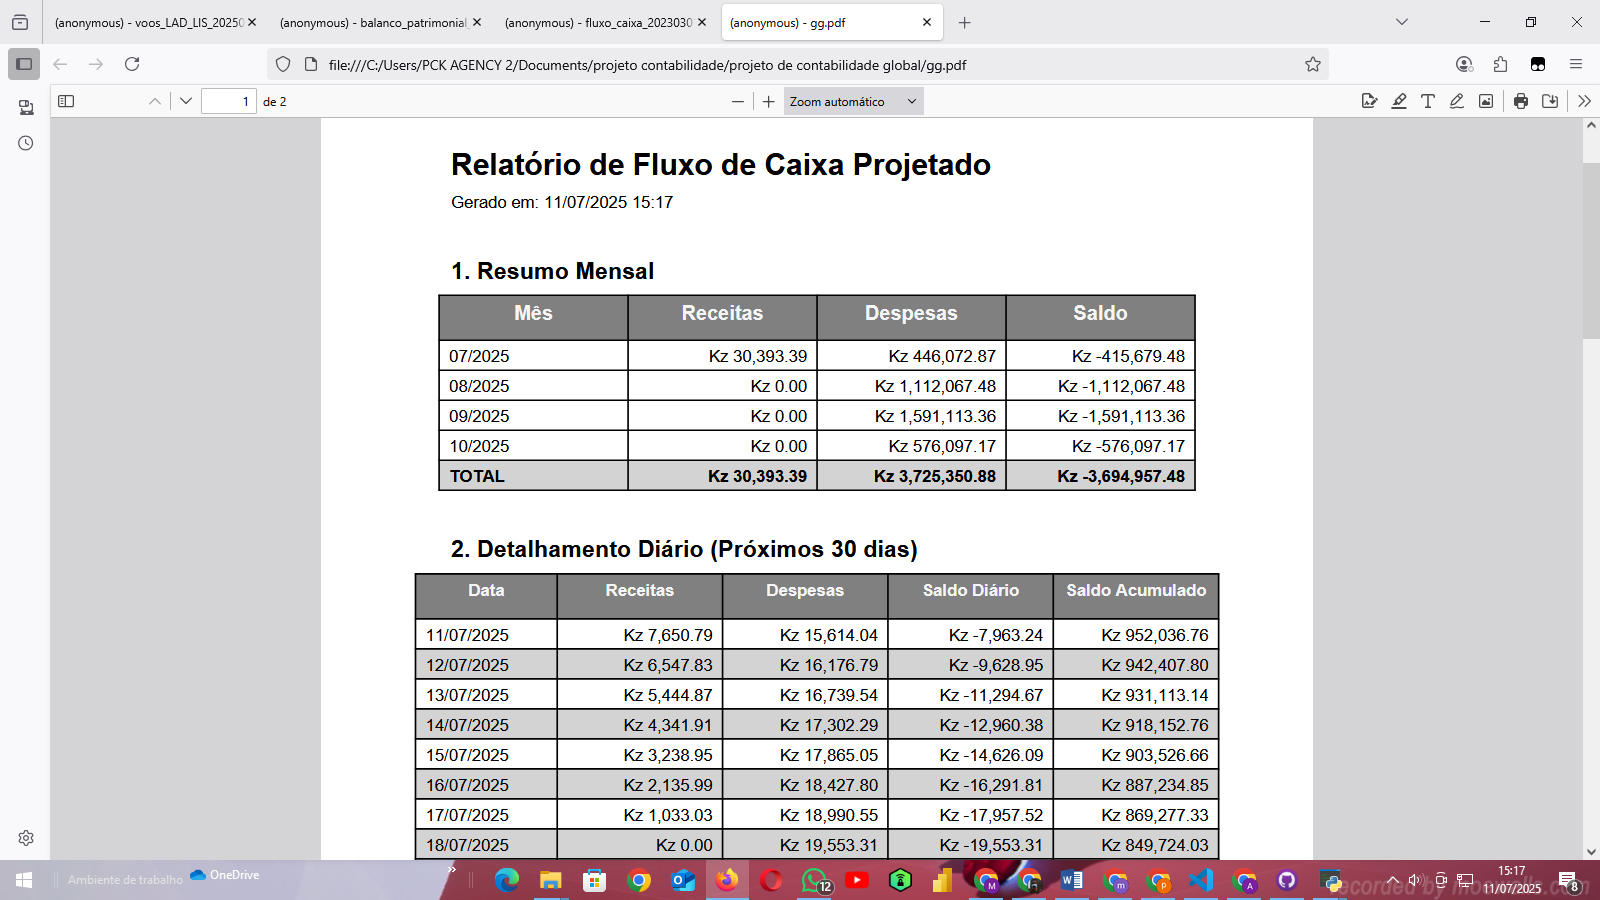 (anonymous) - voos_LAD_LIS_20250
(anonymous) - balanco_patrimonial_
(anonymous) - fluxo_caixa_2023030
(anonymous) - gg.pdf
file:///C:/Users/PCK AGENCY 2/Documents/projeto contabilidade/projeto de contabilidade global/gg.pdf
1 de 2
Zoom automático
Relatório de Fluxo de Caixa Projetado
Gerado em: 11/07/2025 15:17
1. Resumo Mensal
Mês Receitas Despesas Saldo
07/2025 Kz 30,393.39 Kz 446,072.87 Kz -415,679.48
08/2025 Kz 0.00 Kz 1,112,067.48 Kz -1,112,067.48
09/2025 Kz 0.00 Kz 1,591,113.36 Kz -1,591,113.36
10/2025 Kz 0.00 Kz 576,097.17 Kz -576,097.17
TOTAL Kz 30,393.39 Kz 3,725,350.88 Kz -3,694,957.48
2. Detalhamento Diário (Próximos 30 dias)
Data Receitas Despesas Saldo Diário Saldo Acumulado
11/07/2025 Kz 7,650.79 Kz 15,614.04 Kz -7,963.24 Kz 952,036.76
12/07/2025 Kz 6,547.83 Kz 16,176.79 Kz -9,628.95 Kz 942,407.80
13/07/2025 Kz 5,444.87 Kz 16,739.54 Kz -11,294.67 Kz 931,113.14
14/07/2025 Kz 4,341.91 Kz 17,302.29 Kz -12,960.38 Kz 918,152.76
15/07/2025 Kz 3,238.95 Kz 17,865.05 Kz -14,626.09 Kz 903,526.66
16/07/2025 Kz 2,135.99 Kz 18,427.80 Kz -16,291.81 Kz 887,234.85
17/07/2025 Kz 1,033.03 Kz 18,990.55 Kz -17,957.52 Kz 869,277.33
18/07/2025 Kz 0.00 Kz 19,553.31 Kz -19,553.31 Kz 849,724.03
Ambiente de trabalho
OneDrive
12
15:17
11/07/2025
8